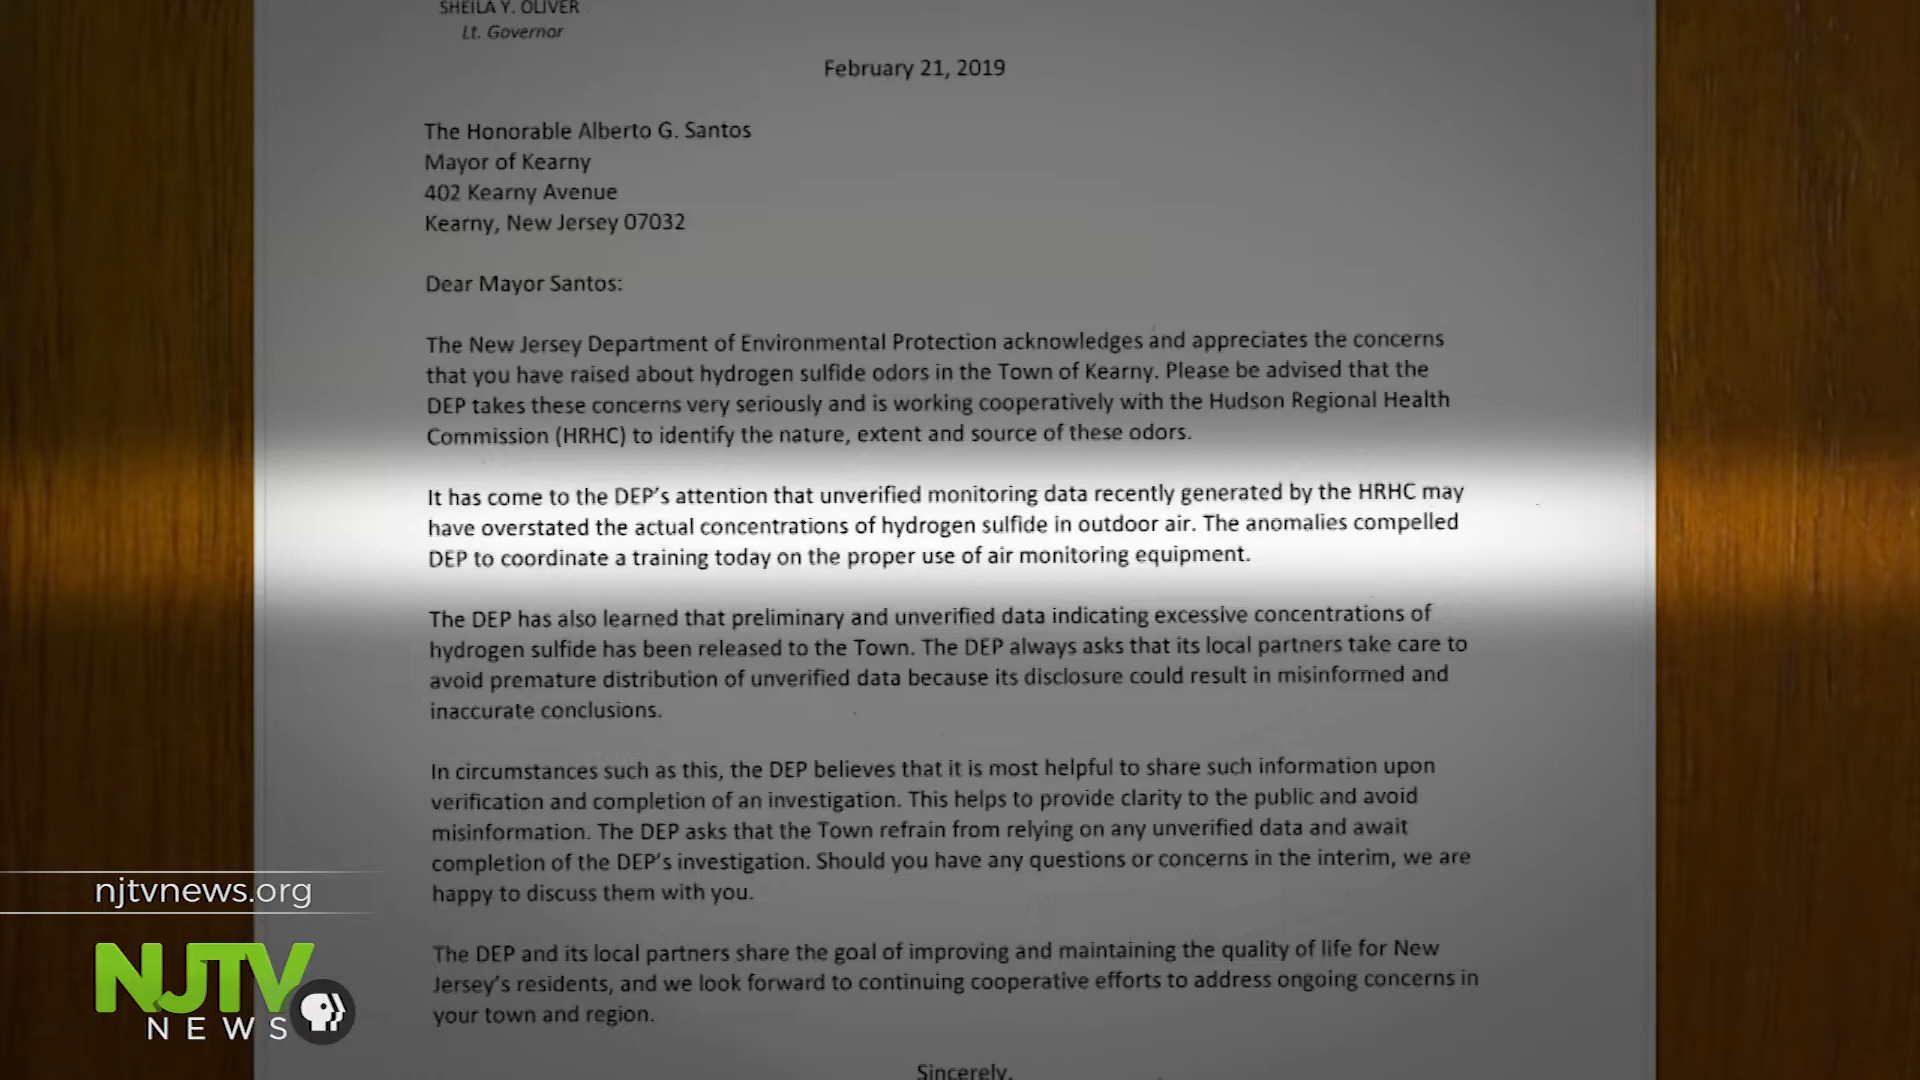 SHEILA Y. OLIVER
Lt. Governor
February 21, 2019
The Honorable Alberto G. Santos
Mayor of Kearny
402 Kearny Avenue
Kearny, New Jersey 07032
Dear Mayor Santos:
The New Jersey Department of Environmental Protection acknowledges and appreciates the concerns
that you have raised about hydrogen sulfide odors in the Town of Kearny. Please be advised that the
DEP takes these concerns very seriously and is working cooperatively with the Hudson Regional Health
Commission (HRHC) to identify the nature, extent and source of these odors.
It has come to the DEP's attention that unverified monitoring data recently generated by the HRHC may
have overstated the actual concentrations of hydrogen sulfide in outdoor air. The anomalies compelled
DEP to coordinate a training today on the proper use of air monitoring equipment.
The DEP has also learned that preliminary and unverified data indicating excessive concentrations of
hydrogen sulfide has been released to the Town. The DEP always asks that its local partners take care to
avoid premature distribution of unverified data because its disclosure could result in misinformed and
inaccurate conclusions.
In circumstances such as this, the DEP believes that it is most helpful to share such information upon
verification and completion of an investigation. This helps to provide clarity to the public and avoid
misinformation. The DEP asks that the Town refrain from relying on any unverified data and await
completion of the DEP's investigation. Should you have any questions or concerns in the interim, we are
happy to discuss them with you.
The DEP and its local partners share the goal of improving and maintaining the quality of life for New
Jersey's residents, and we look forward to continuing cooperative efforts to address ongoing concerns in
your town and region.
Sincerely,
njtvnews.org
NJTV
NEWS